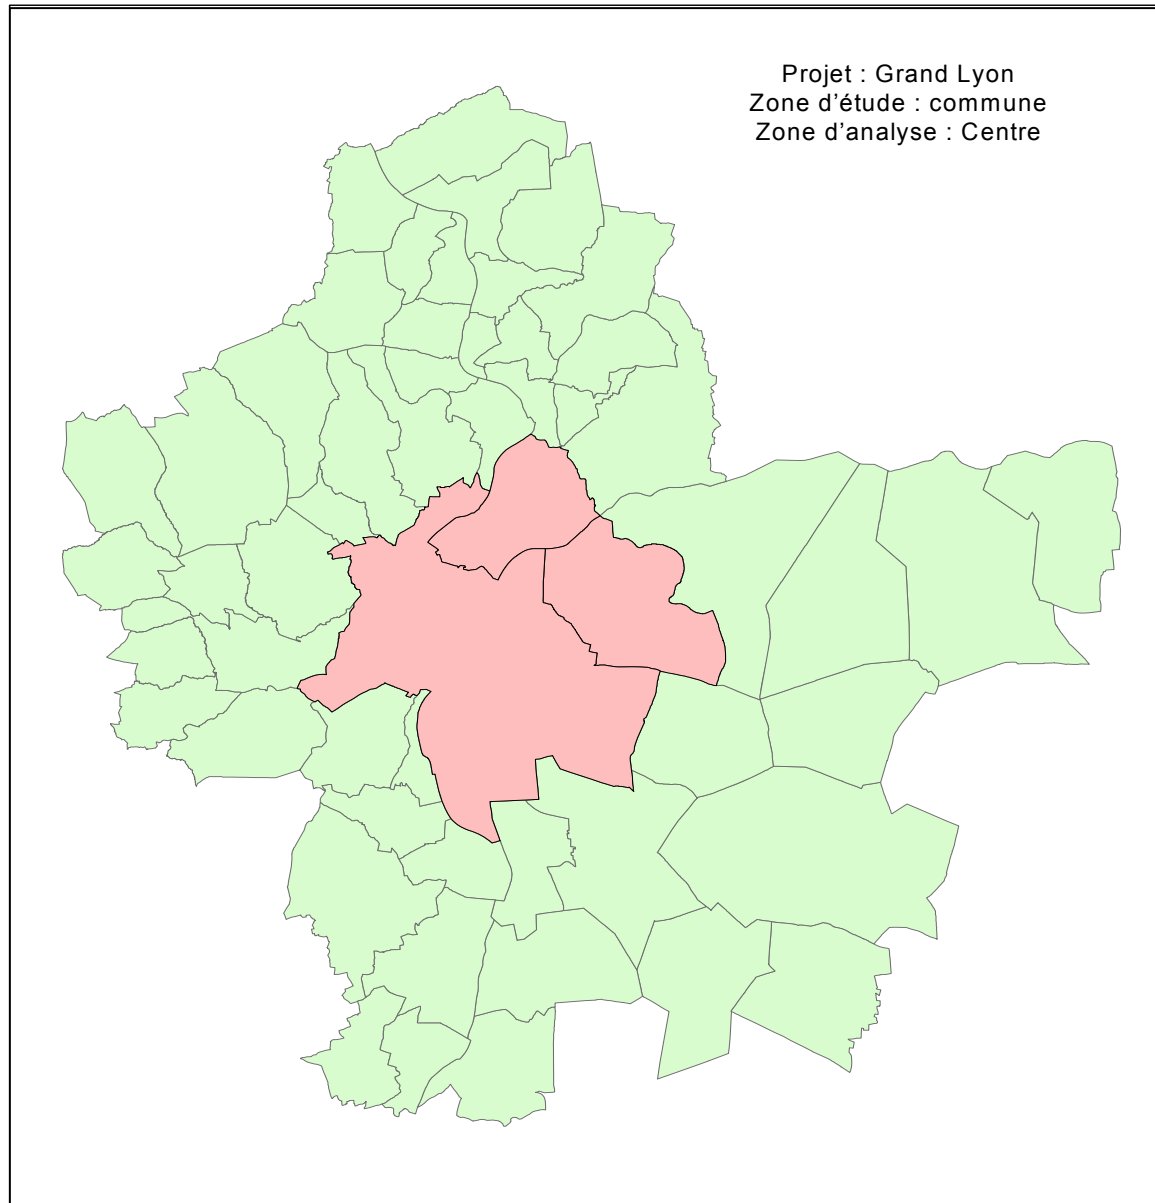 Projet : Grand Lyon
Zone d'étude : commune
Zone d'analyse : Centre